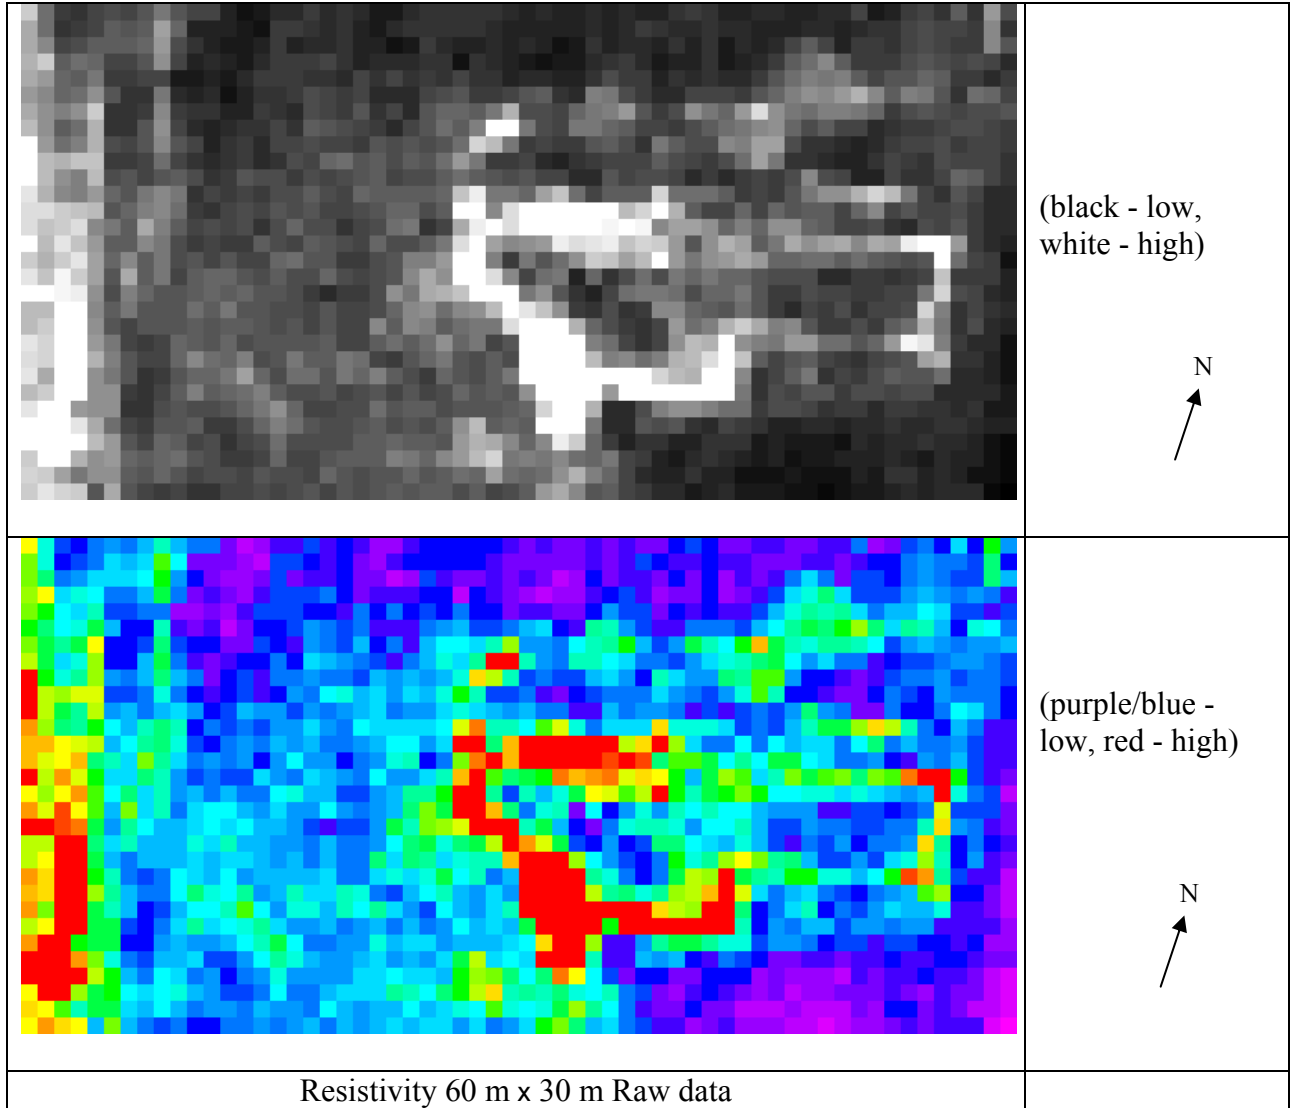 (black - low,
white - high)
N
(purple/blue -
low, red - high)
N
Resistivity 60 m x 30 m Raw data